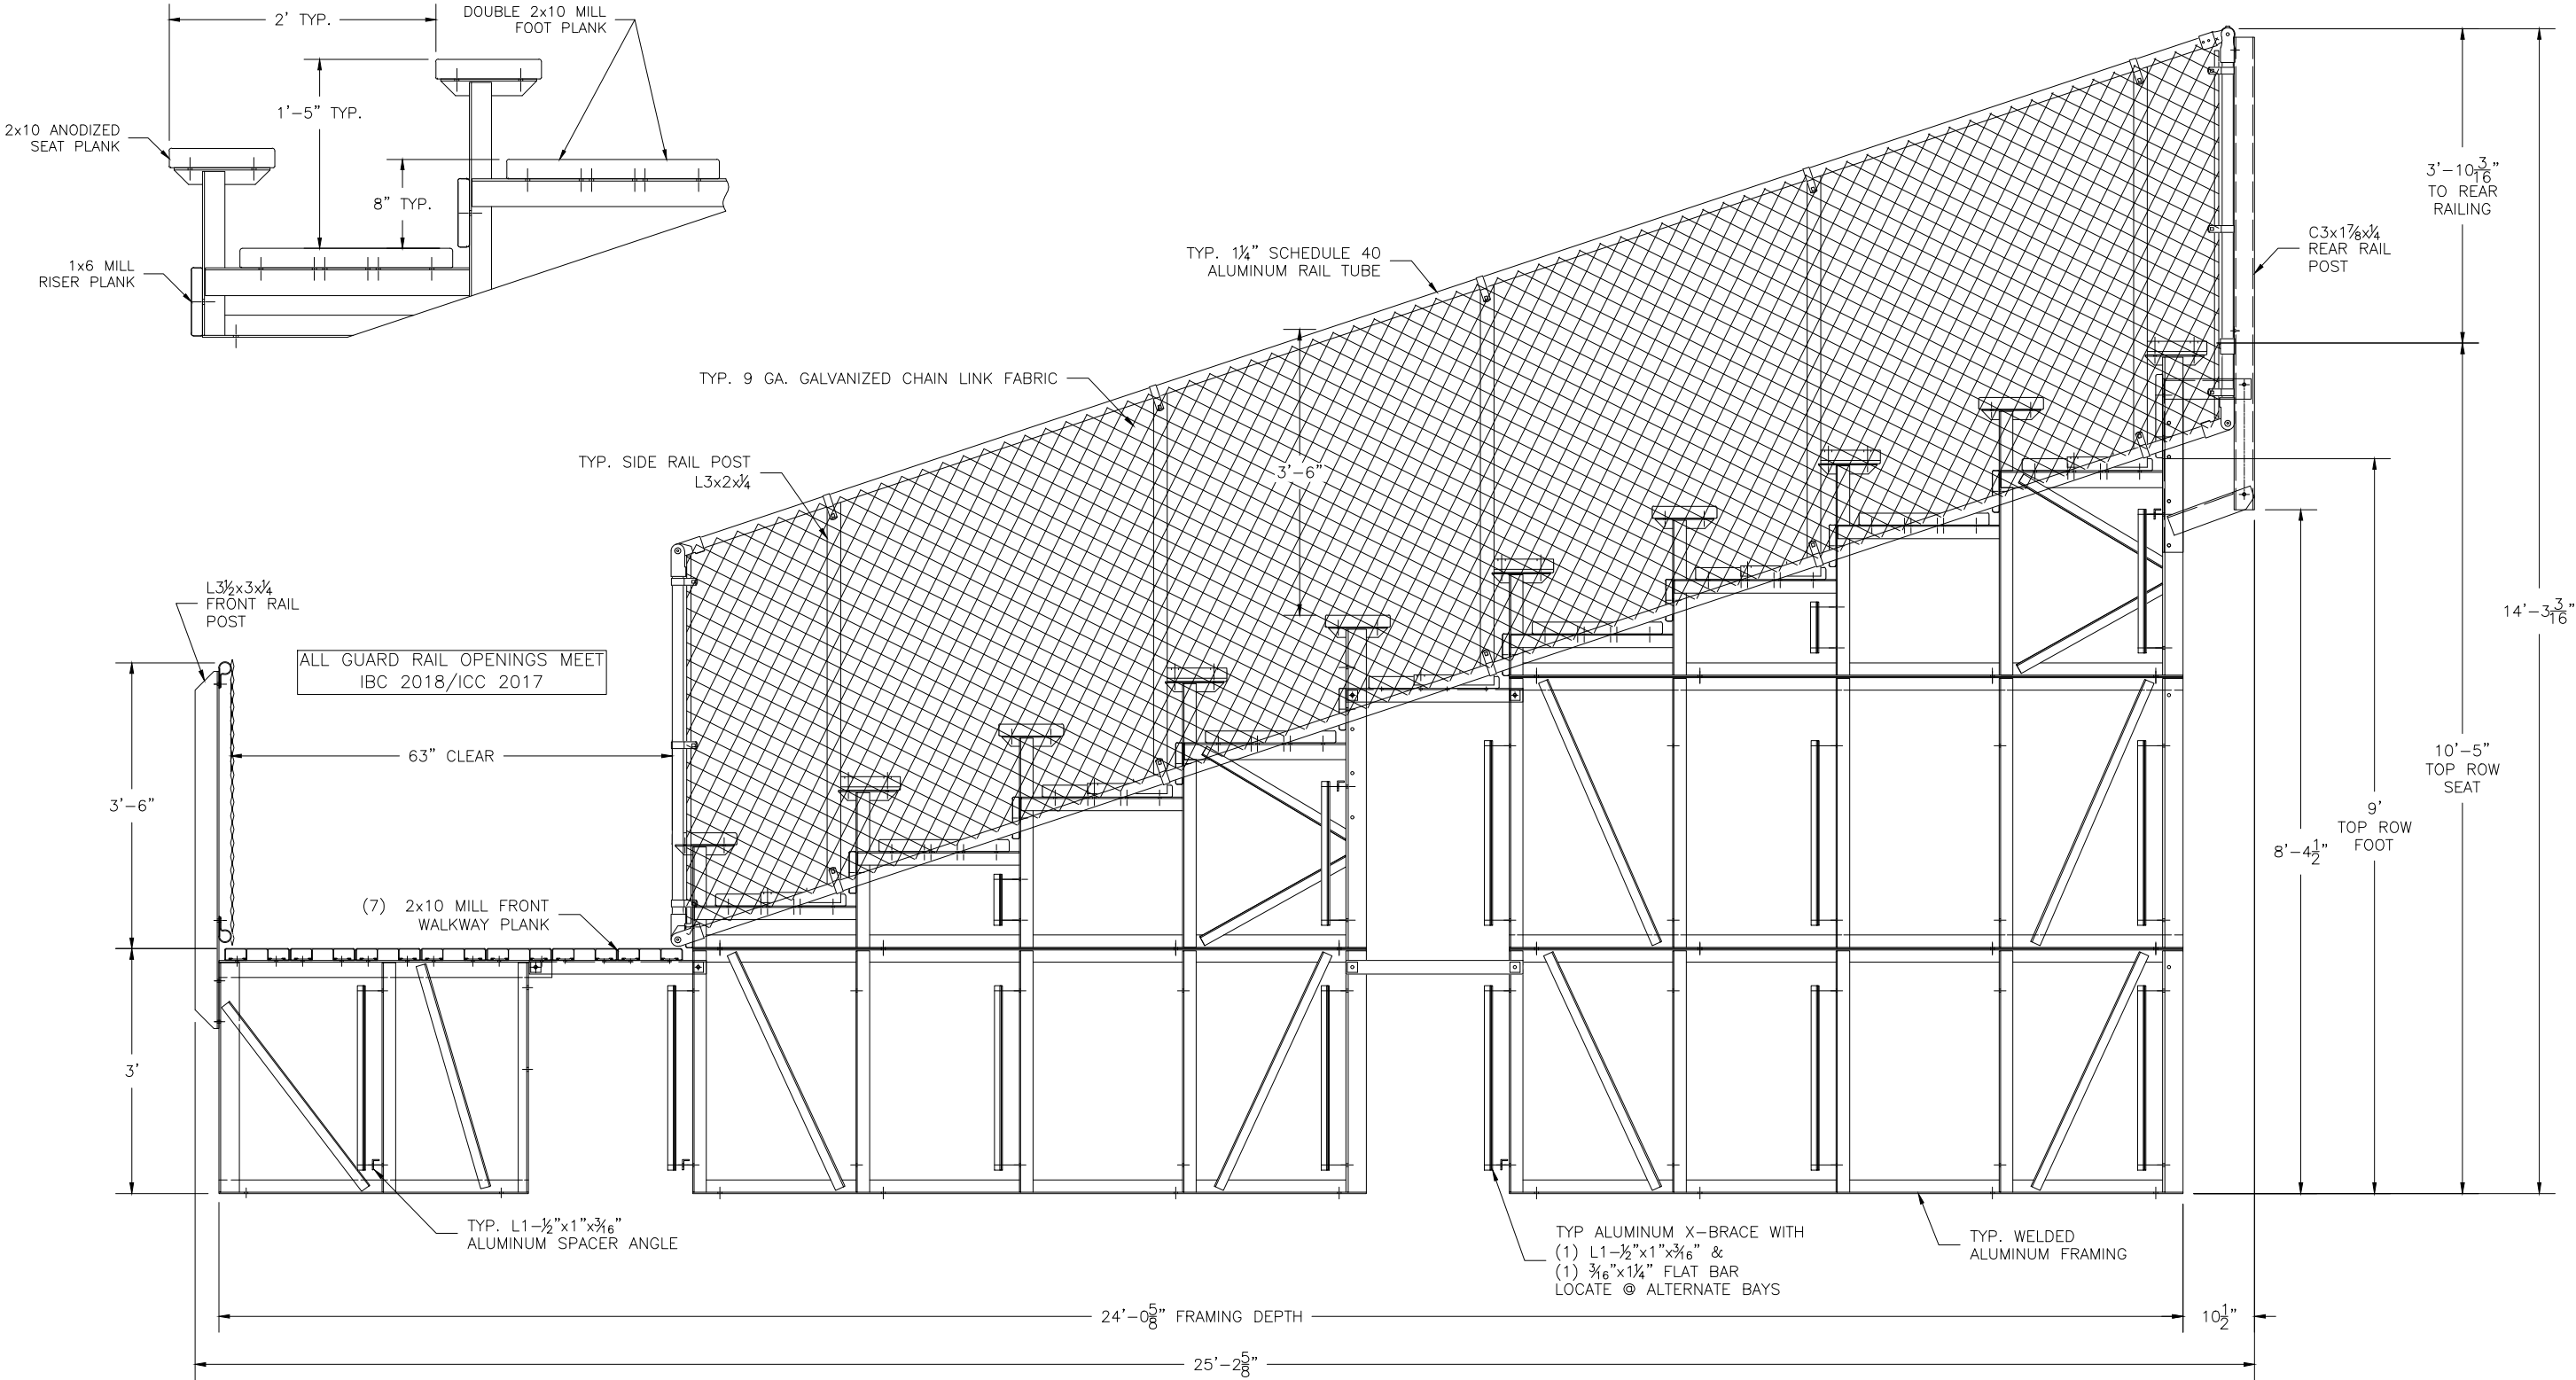 2' TYP.
DOUBLE 2x10 MILL
FOOT PLANK
1'-5" TYP.
2x10 ANODIZED
SEAT PLANK
8" TYP.
1x6 MILL
RISER PLANK
3'-10 3/16"
TO REAR
RAILING
C3x1⅞x¼
REAR RAIL
POST
TYP. 1¼" SCHEDULE 40
ALUMINUM RAIL TUBE
TYP. 9 GA. GALVANIZED CHAIN LINK FABRIC
TYP. SIDE RAIL POST
L3x2x¼
3'-6"
L3½x3x¼
FRONT RAIL
POST
ALL GUARD RAIL OPENINGS MEET
IBC 2018/ICC 2017
14'-3 3/16"
63" CLEAR
10'-5"
TOP ROW
SEAT
3'-6"
9'
TOP ROW
FOOT
8'-4½"
(7) 2x10 MILL FRONT
WALKWAY PLANK
3'
TYP. L1-½"x1"x3/16"
ALUMINUM SPACER ANGLE
TYP ALUMINUM X-BRACE WITH
(1) L1-½"x1"x3/16" &
(1) 3/16"x1¼" FLAT BAR
LOCATE @ ALTERNATE BAYS
TYP. WELDED
ALUMINUM FRAMING
24'-0⅝" FRAMING DEPTH
10½"
25'-2⅝"